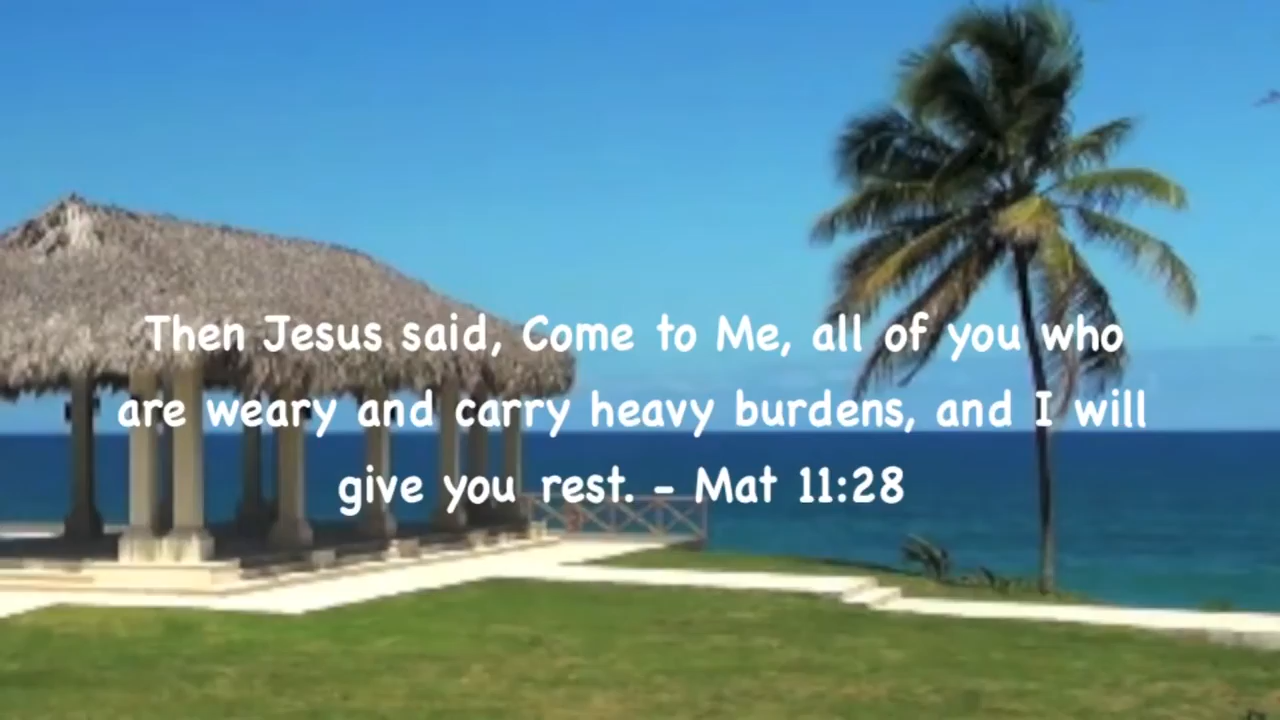 Then Jesus said, Come to Me, all of you who
are weary and carry heavy burdens, and I will
give you rest. - Mat 11:28